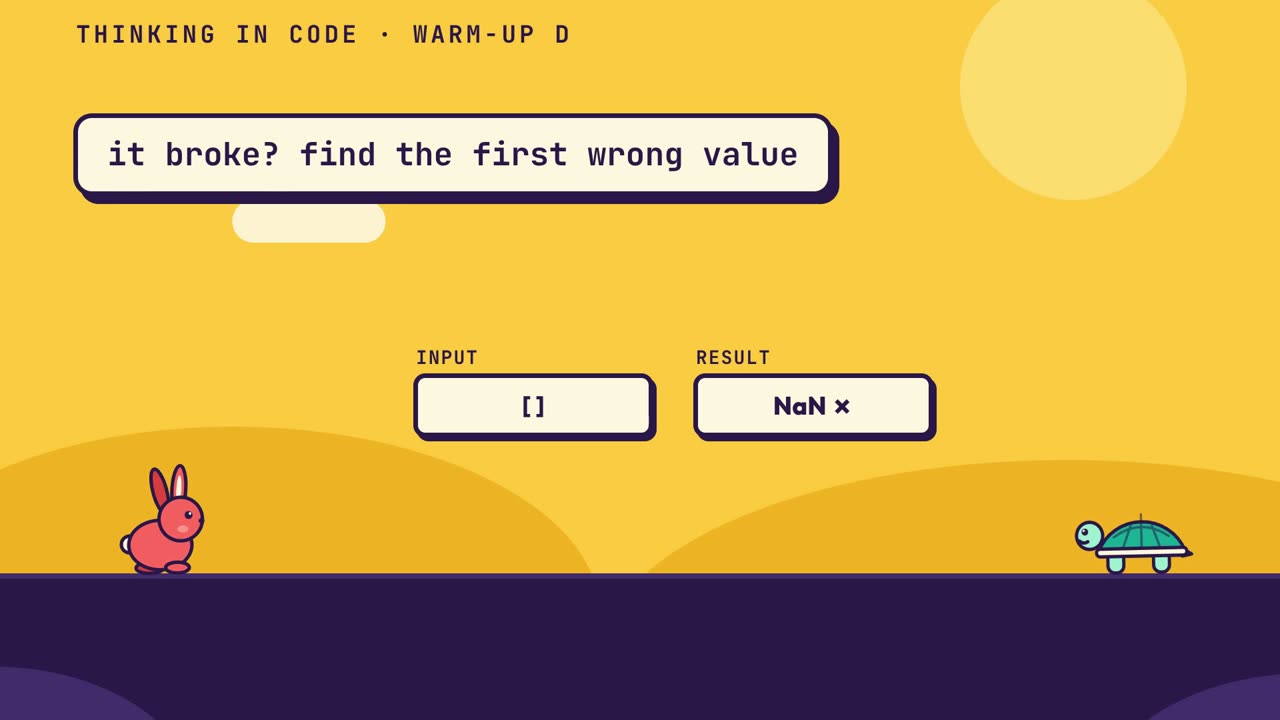 THINKING IN CODE · WARM-UP D
it broke? find the first wrong value
INPUT
RESULT
[]
NaN ×